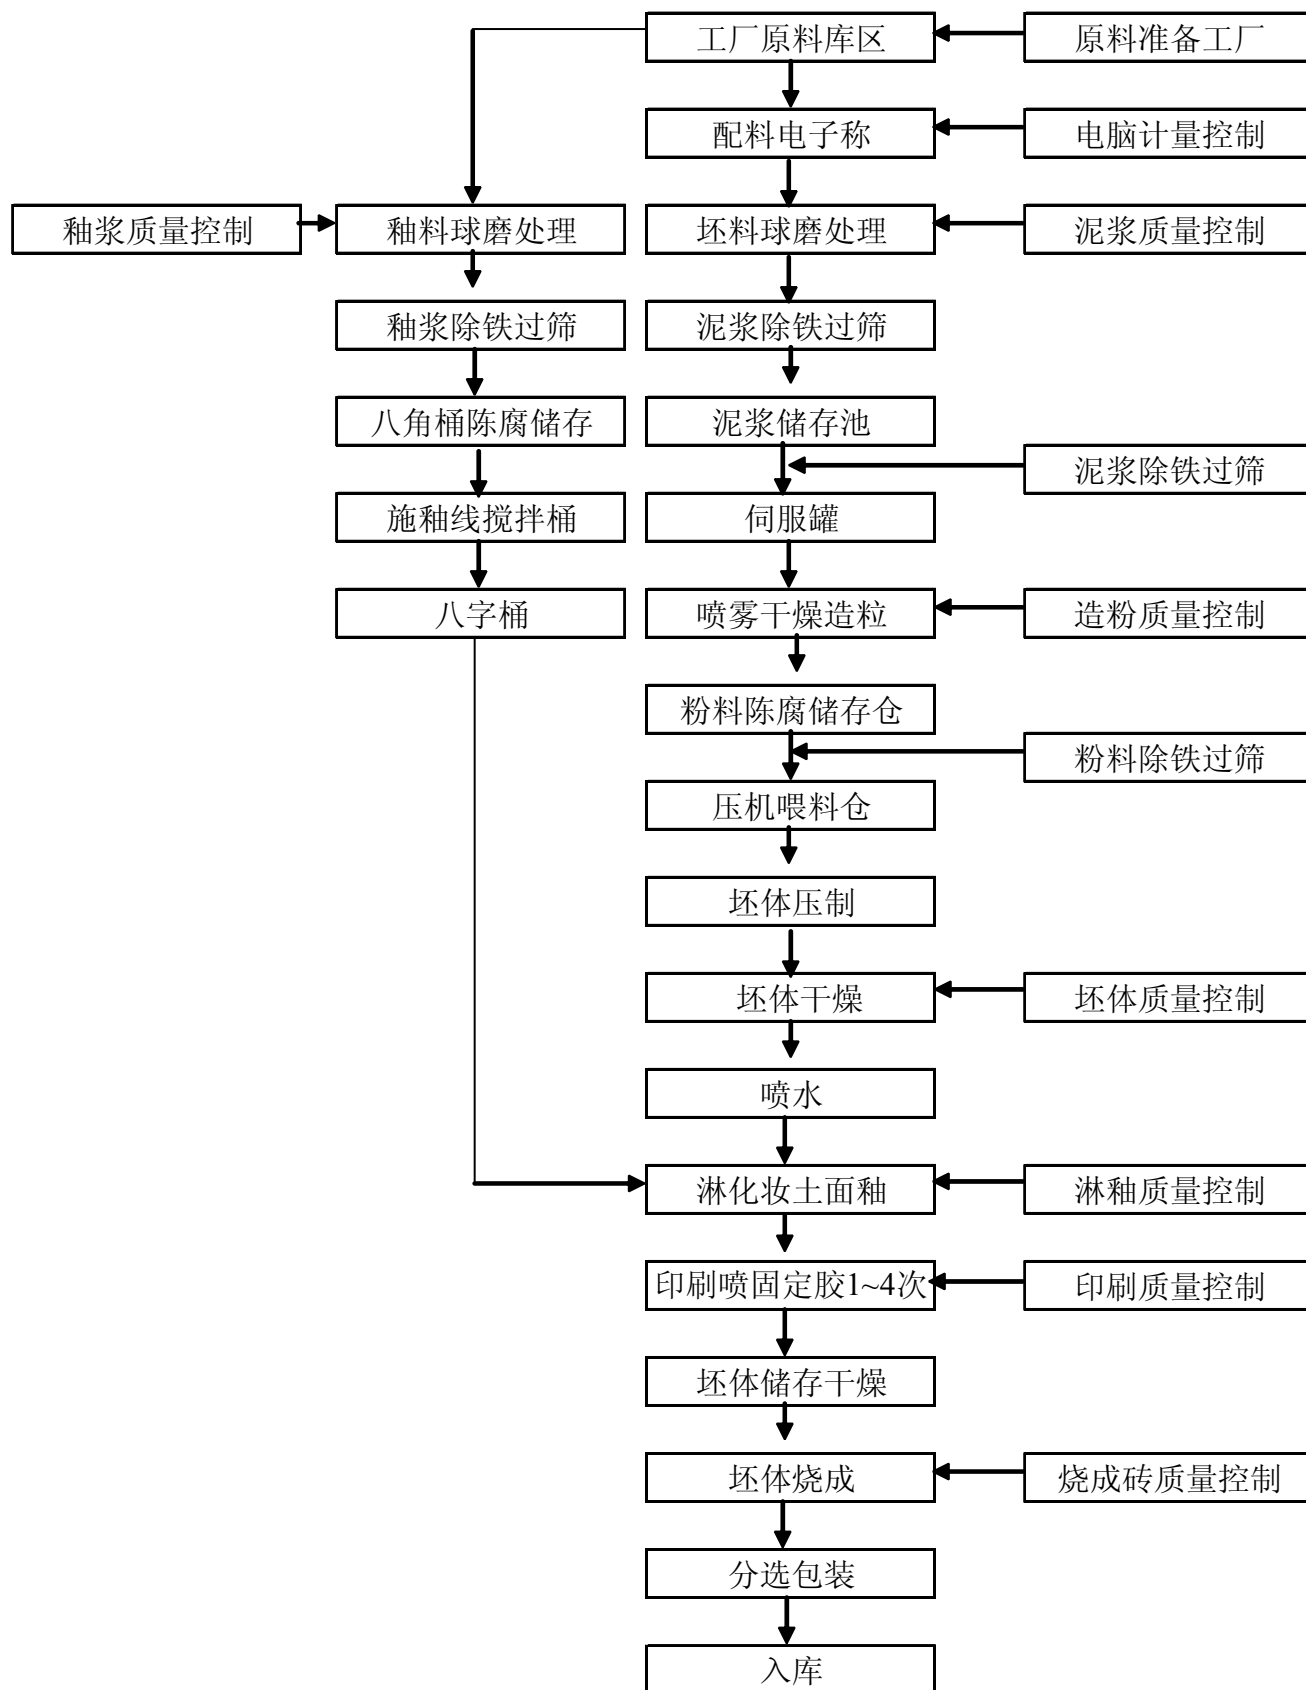 工厂原料库区
原料准备工厂
配料电子称
电脑计量控制
釉浆质量控制
釉料球磨处理
坯料球磨处理
泥浆质量控制
釉浆除铁过筛
泥浆除铁过筛
八角桶陈腐储存
泥浆储存池
泥浆除铁过筛
施釉线搅拌桶
伺服罐
八字桶
喷雾干燥造粒
造粉质量控制
粉料陈腐储存仓
粉料除铁过筛
压机喂料仓
坯体压制
坯体干燥
坯体质量控制
喷水
淋化妆土面釉
淋釉质量控制
印刷喷固定胶1~4次
印刷质量控制
坯体储存干燥
坯体烧成
烧成砖质量控制
分选包装
入库